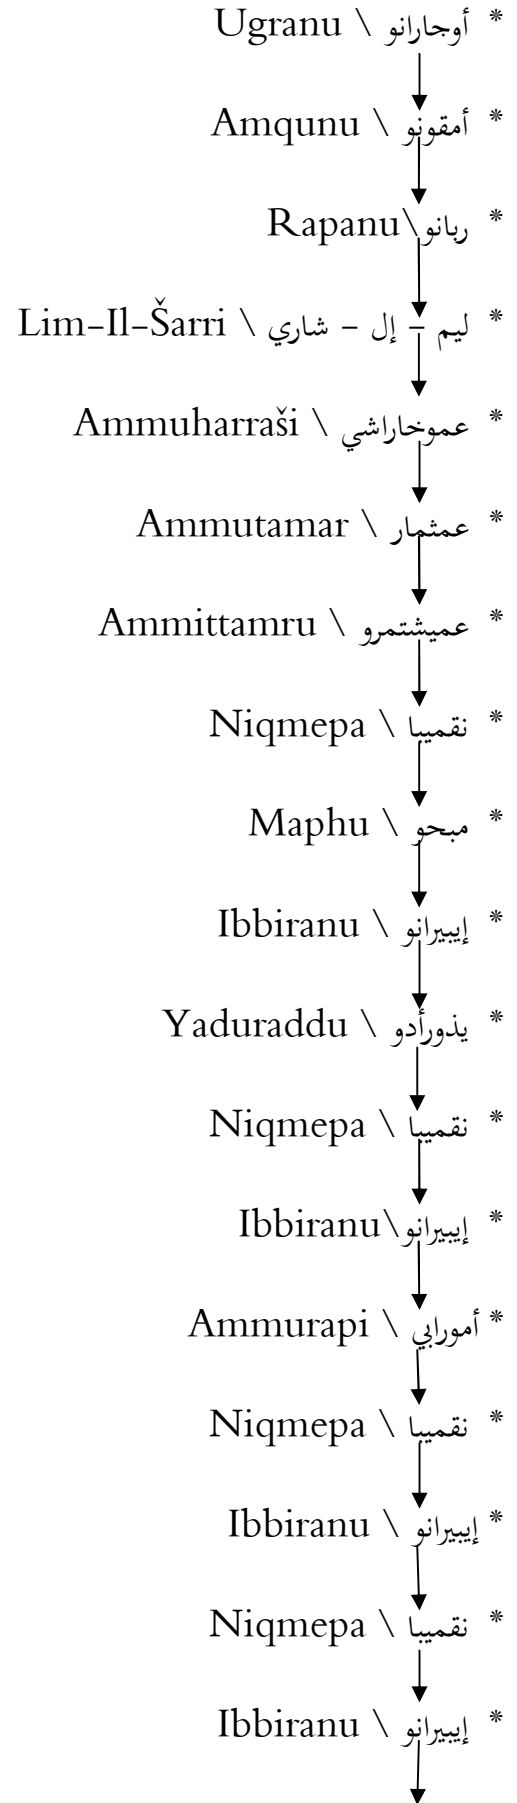 * أوجارانو \ Ugranu
* أمقونو \ Amqunu
* ربانو\Rapanu
* ليم – إل – شاري \ Lim-Il-Šarri
* عموخاراشي \ Ammuharraši
* عمثمار \ Ammutamar
* عميشتمرو \ Ammittamru
* نقميبا \ Niqmepa
* مبحو \ Maphu
* إيبيرانو \ Ibbiranu
* يذورأدو \ Yaduraddu
* نقميبا \ Niqmepa
* إيبيرانو\Ibbiranu
* أمورابي \ Ammurapi
* نقميبا \ Niqmepa
* إيبيرانو \ Ibbiranu
* نقميبا \ Niqmepa
* إيبيرانو \ Ibbiranu